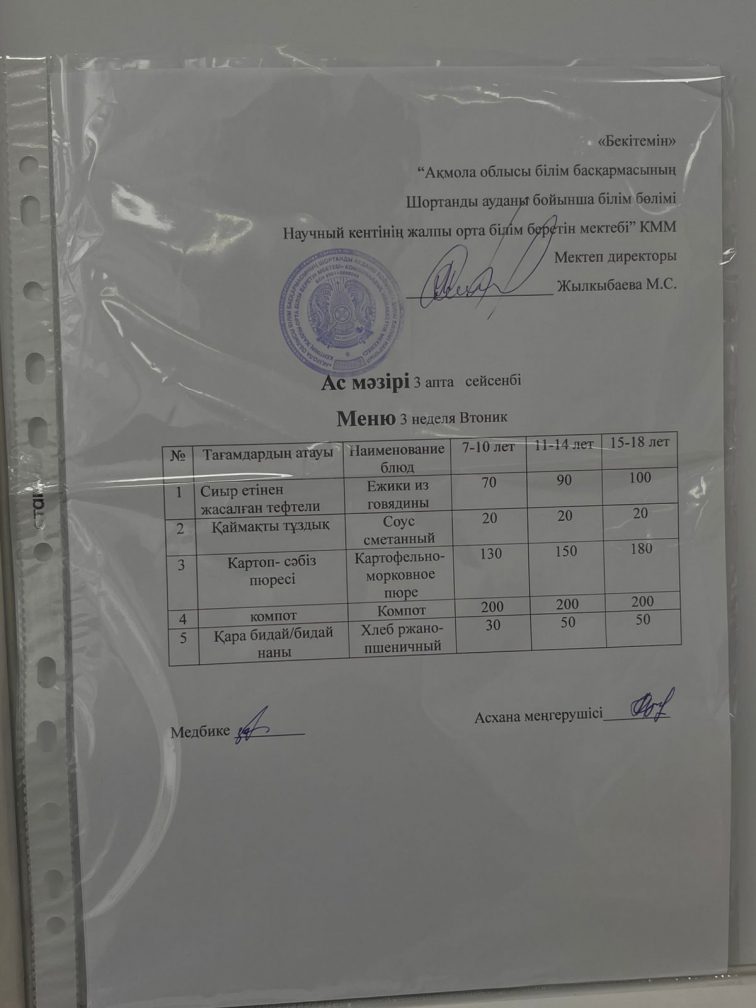 «Бекітемін»
“Ақмола облысы білім басқармасының
Шортанды ауданы бойынша білім бөлімі
Научный кентінің жалпы орта білім беретін мектебі” КММ
Мектеп директоры
Жылкыбаева М.С.
Ас мәзірі 3 апта сейсенбі
Меню 3 неделя Втоник
№ Тағамдардың атауы Наименование блюд 7-10 лет 11-14 лет 15-18 лет
1 Сиыр етінен жасалған тефтели Ежики из говядины 70 90 100
2 Қаймақты тұздық Соус сметанный 20 20 20
3 Картоп- сәбіз пюресі Картофельно-морковное пюре 130 150 180
4 компот Компот 200 200 200
5 Қара бидай/бидай наны Хлеб ржано-пшеничный 30 50 50
Медбике
Асхана меңгерушісі